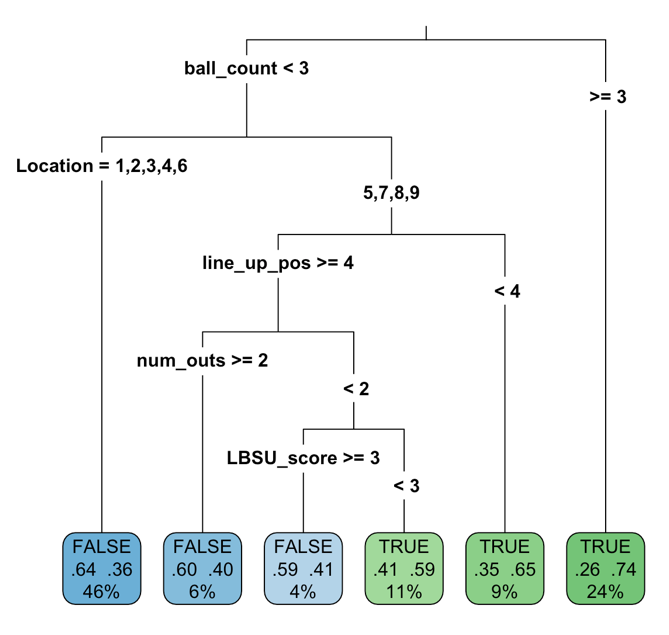 ball_count < 3
>= 3
Location = 1,2,3,4,6
5,7,8,9
line_up_pos >= 4
< 4
num_outs >= 2
< 2
LBSU_score >= 3
< 3
FALSE
.64 .36
46%
FALSE
.60 .40
6%
FALSE
.59 .41
4%
TRUE
.41 .59
11%
TRUE
.35 .65
9%
TRUE
.26 .74
24%